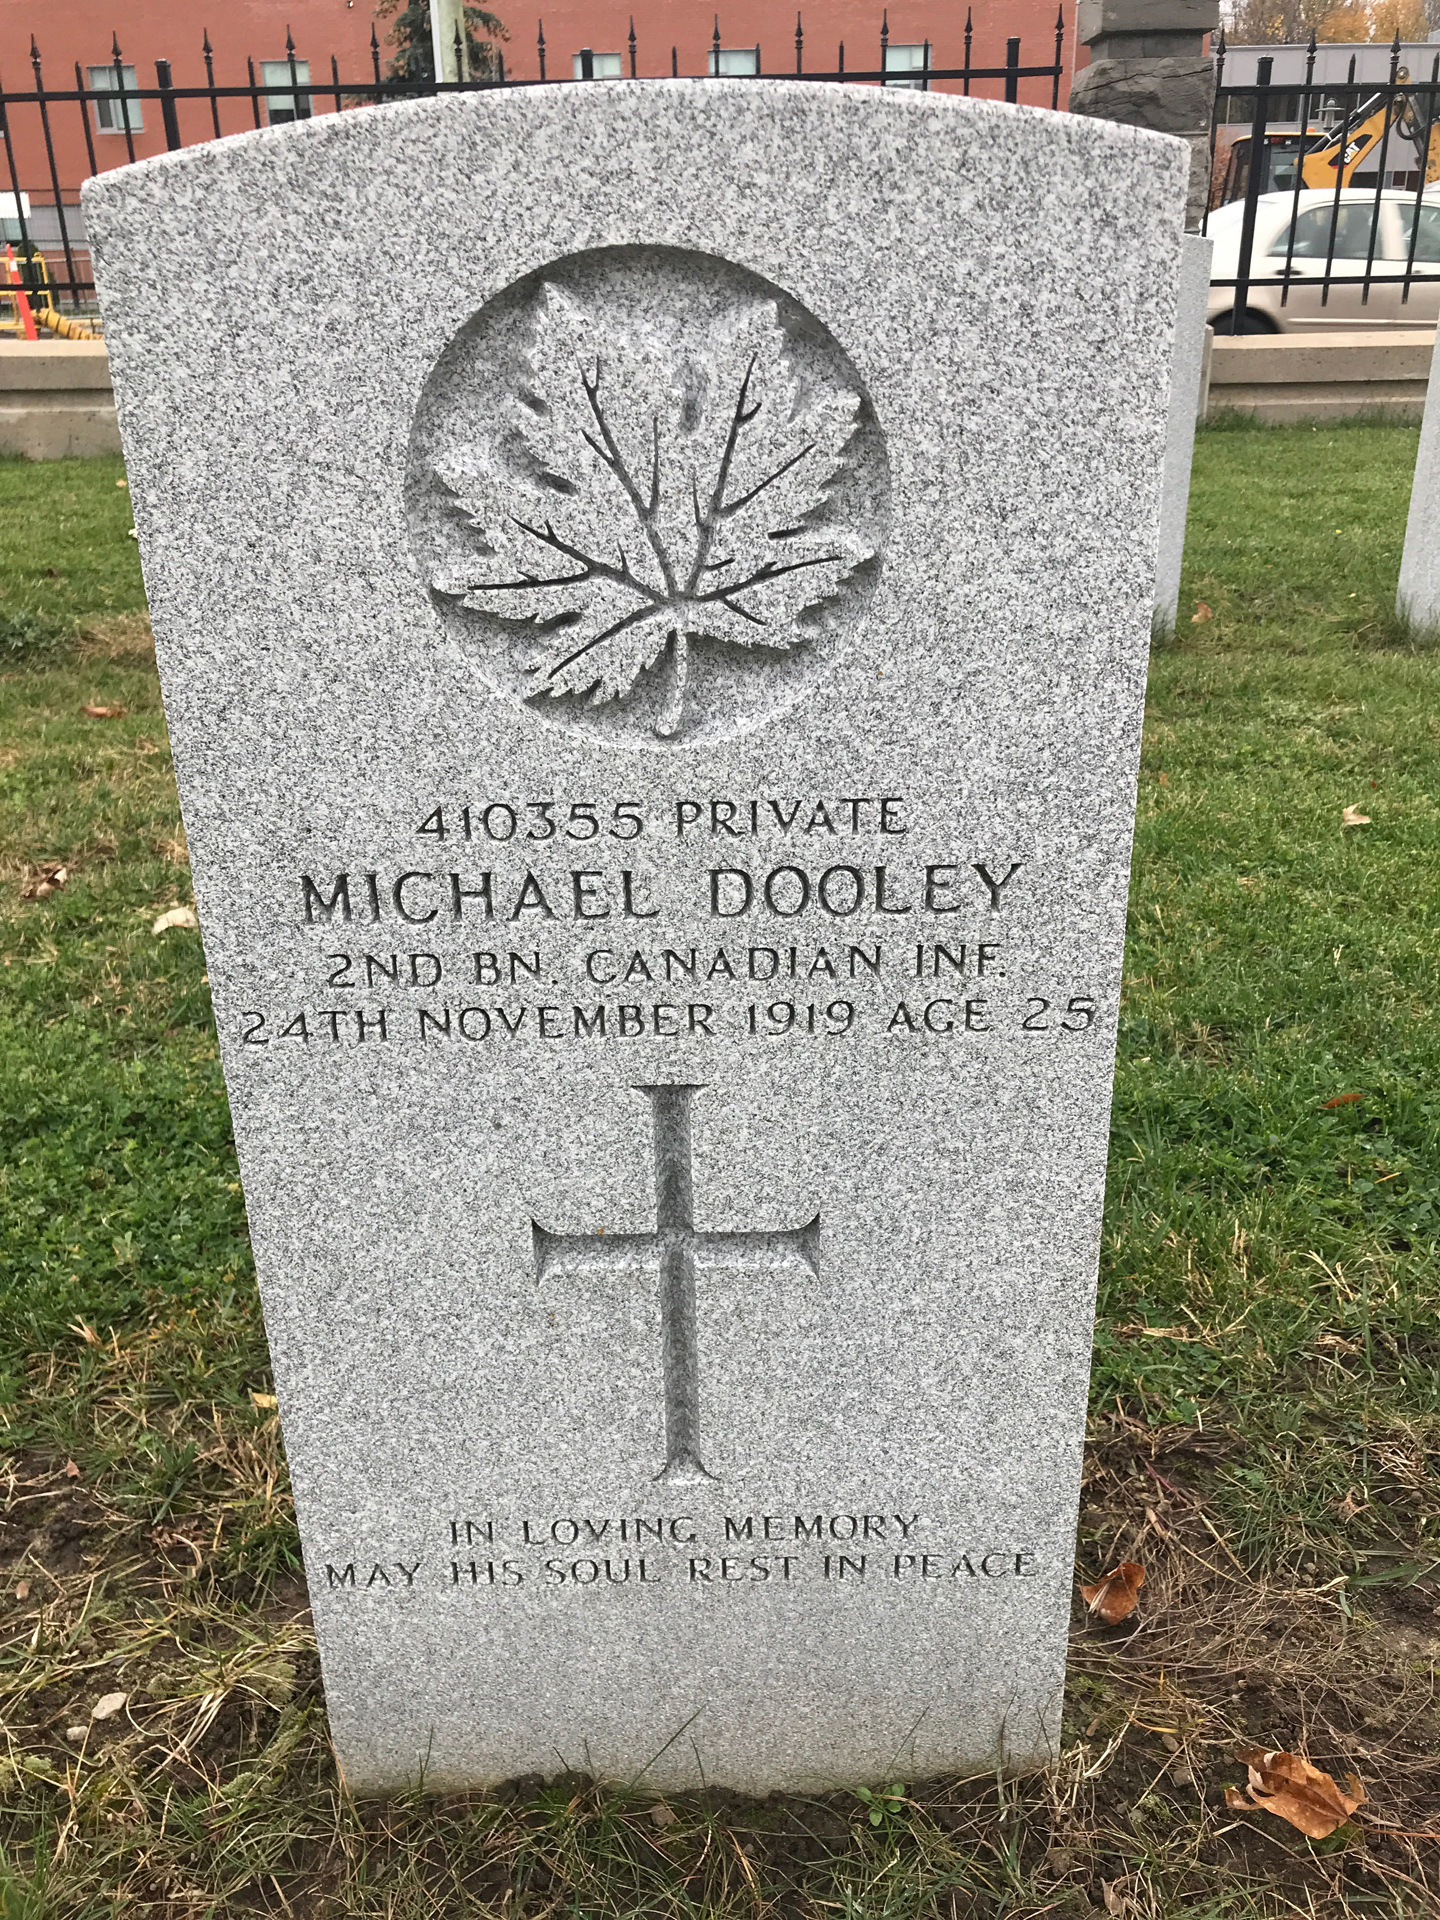 410355 PRIVATE
MICHAEL DOOLEY
2ND BN. CANADIAN INF.
24TH NOVEMBER 1919 AGE 25
IN LOVING MEMORY
MAY HIS SOUL REST IN PEACE
CAT